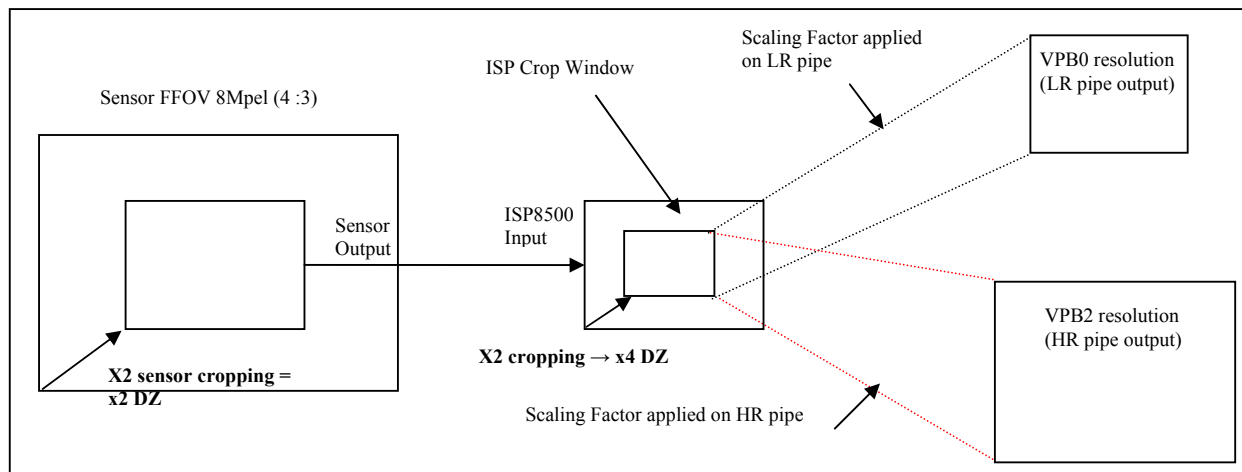 Sensor FFOV 8Mpel (4 :3)
X2 sensor cropping =
x2 DZ
Sensor
Output
ISP8500
Input
ISP Crop Window
X2 cropping → x4 DZ
Scaling Factor applied
on LR pipe
Scaling Factor applied on HR pipe
VPB0 resolution
(LR pipe output)
VPB2 resolution
(HR pipe output)